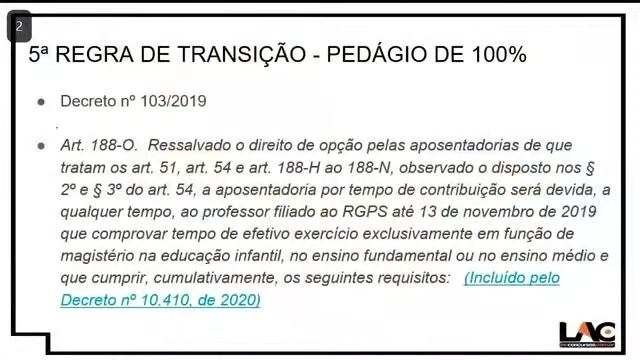 2
5ª REGRA DE TRANSIÇÃO - PEDÁGIO DE 100%
● Decreto nº 103/2019
.
● Art. 188-O. Ressalvado o direito de opção pelas aposentadorias de que
tratam os art. 51, art. 54 e art. 188-H ao 188-N, observado o disposto nos §
2º e § 3º do art. 54, a aposentadoria por tempo de contribuição será devida, a
qualquer tempo, ao professor filiado ao RGPS até 13 de novembro de 2019
que comprovar tempo de efetivo exercício exclusivamente em função de
magistério na educação infantil, no ensino fundamental ou no ensino médio e
que cumprir, cumulativamente, os seguintes requisitos: (Incluído pelo
Decreto nº 10.410, de 2020)
LAC